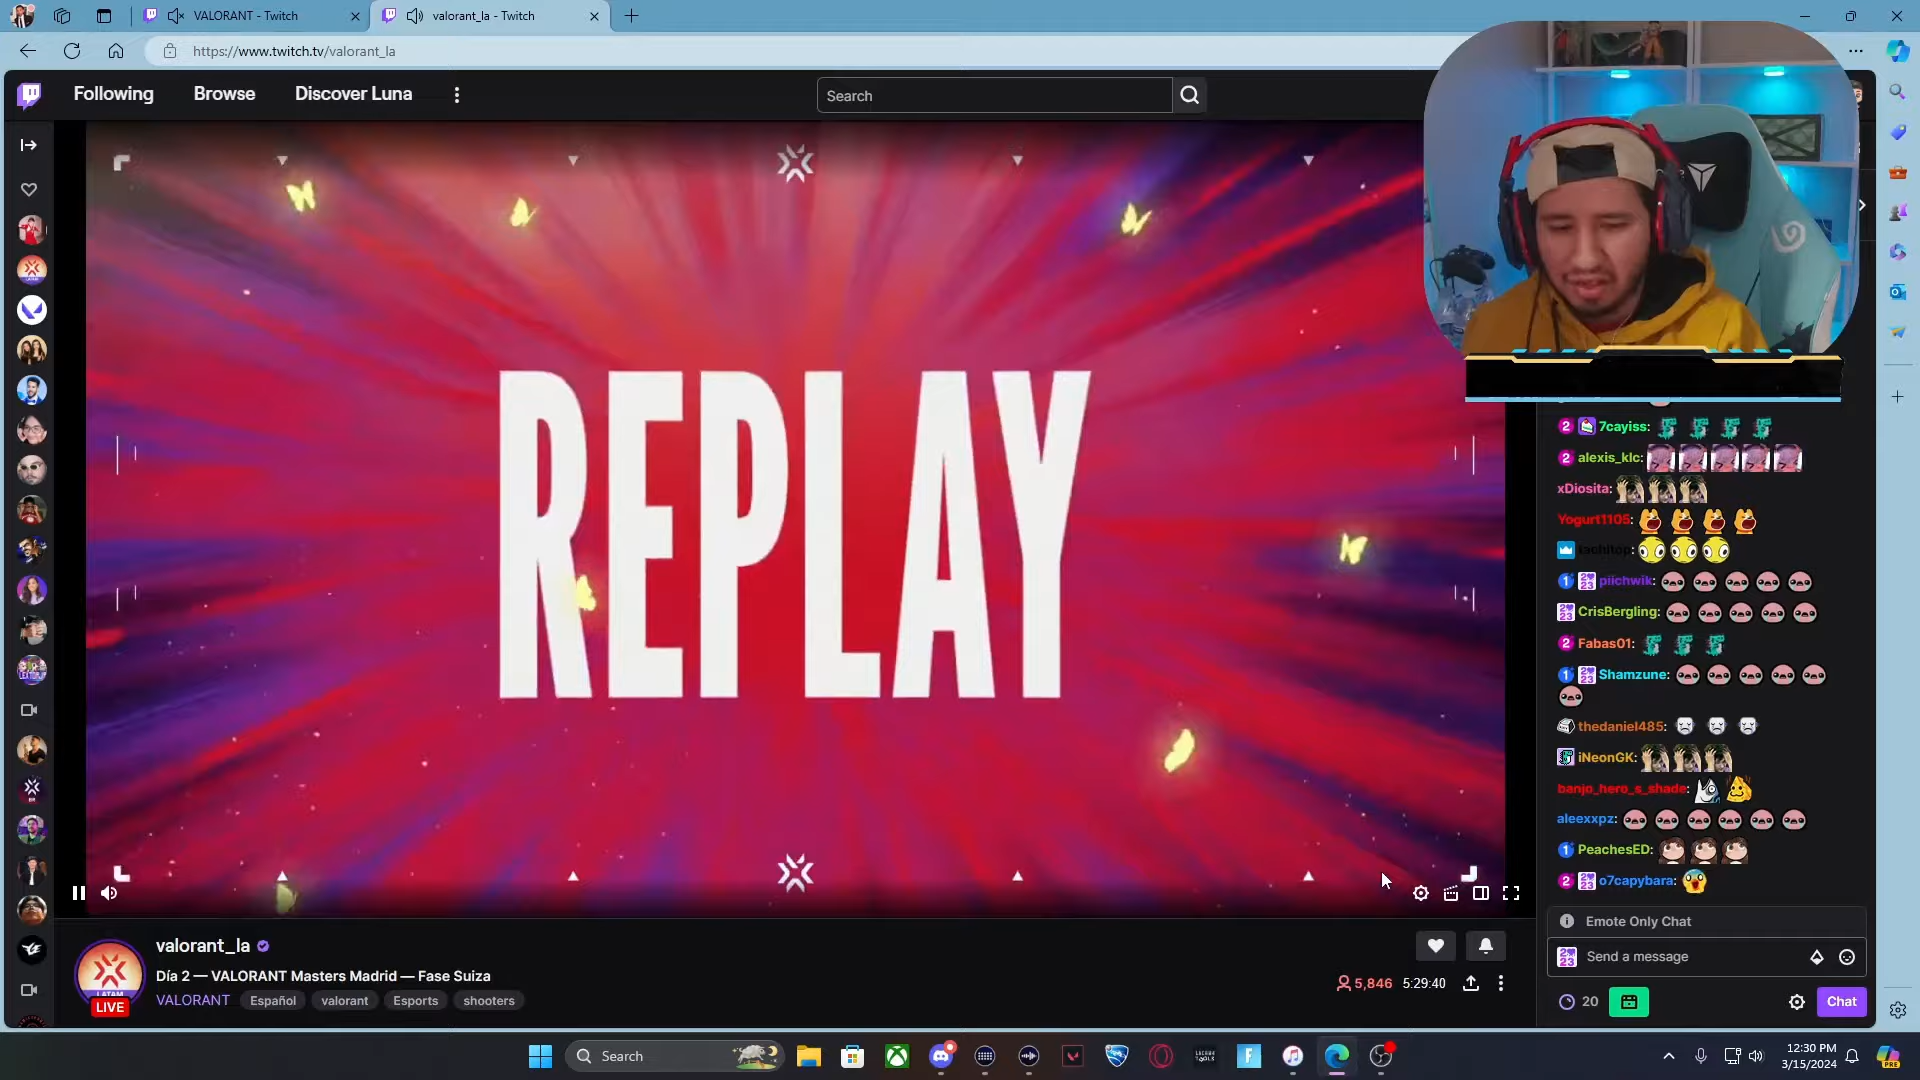 VALORANT - Twitch
valorant_la - Twitch
https://www.twitch.tv/valorant_la
Following
Browse
Discover Luna
Search
REPLAY
7cayiss:
alexis_klc:
xDiosita:
Yogurt1105:
piichwik:
CrisBergling:
Fabas01:
Shamzune:
thedaniel485:
iNeonGK:
banjo_hero_s_shade:
aleexxpz:
PeachesED:
o7capybara:
Emote Only Chat
Send a message
20
Chat
valorant_la
Día 2 — VALORANT Masters Madrid — Fase Suiza
LATAM
LIVE
VALORANT
Español
valorant
Esports
shooters
5,846
5:29:40
Search
12:30 PM
3/15/2024